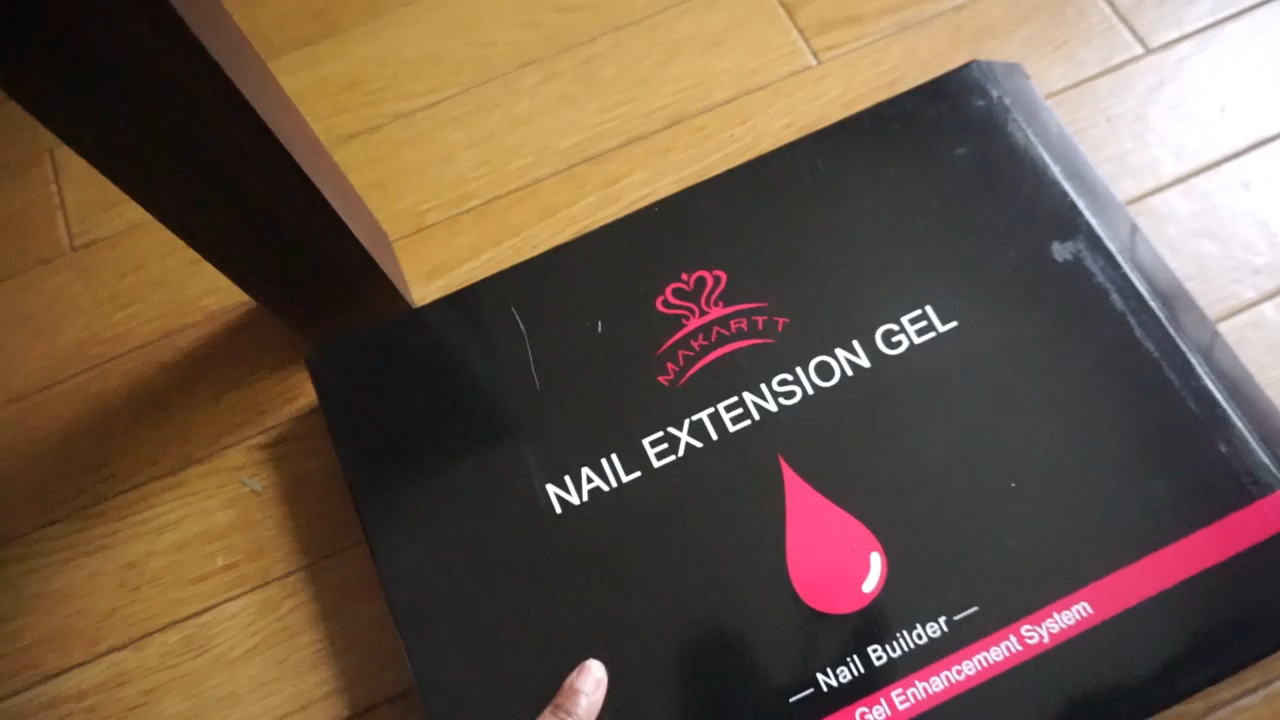 MAKARTT
NAIL EXTENSION GEL
— Nail Builder —
Gel Enhancement System